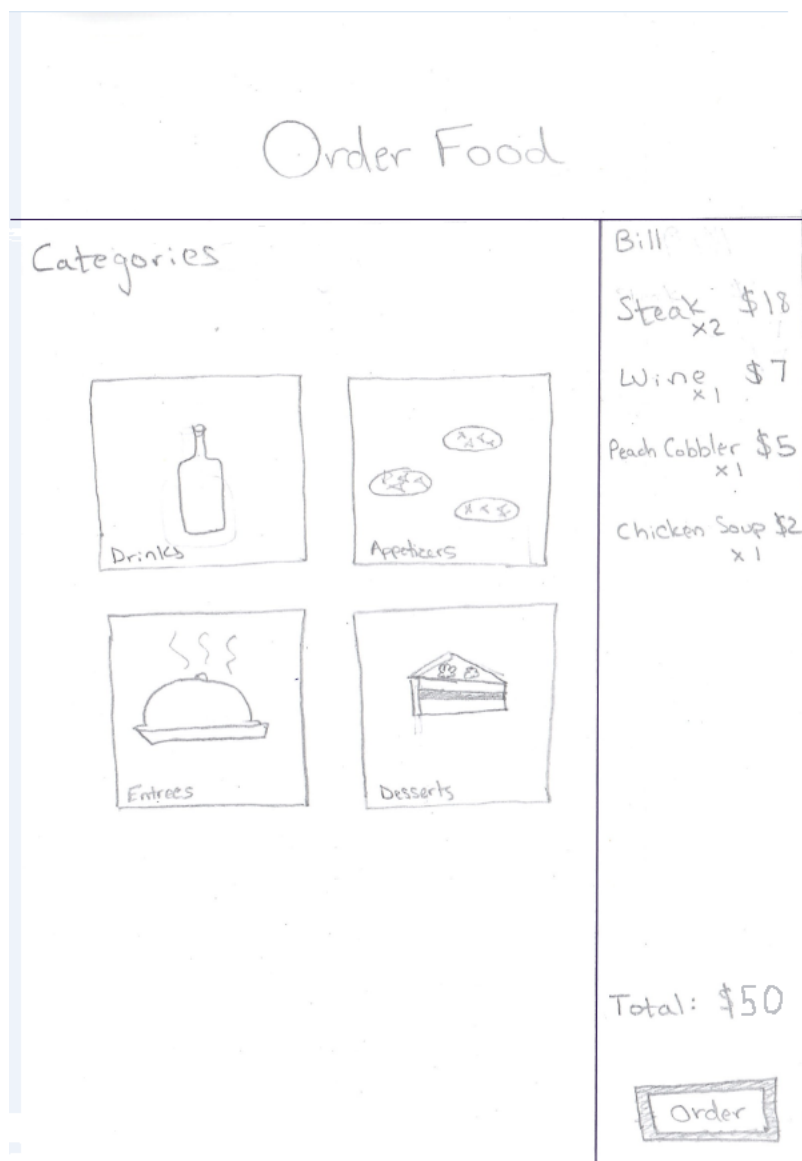 Order Food
Categories
Bill
Steak $18
x2
Wine $7
x1
Peach Cobbler $5
x1
Chicken Soup $2
x1
Drinks
Appetizers
Entrees
Desserts
Total: $50
Order